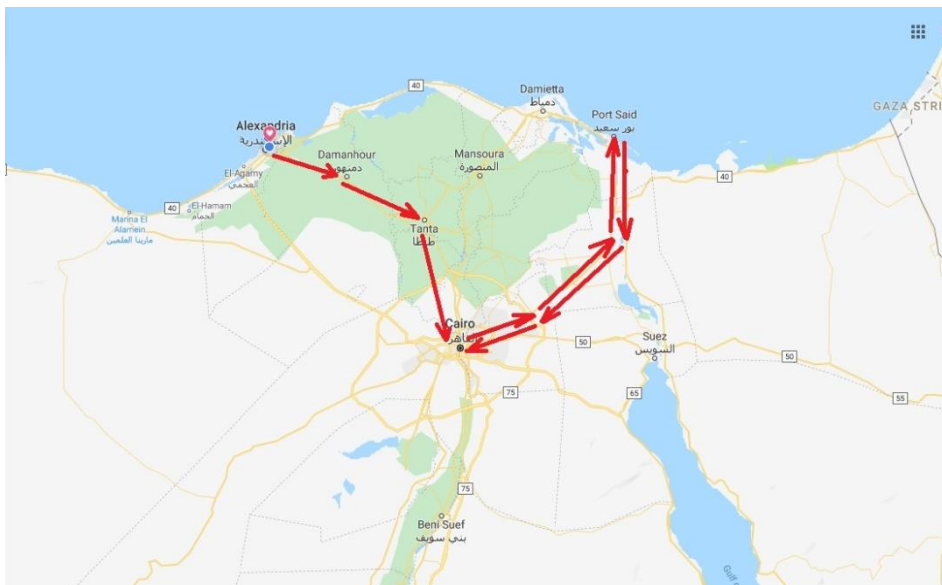 40
Damietta
دمياط
Port Said
بور سعيد
GAZA STRI
Alexandria
الإسكندرية
Damanhour
دمنهور
Mansoura
المنصورة
El-Agamy
العجمي
40
40
El-Hamam
الحمام
Marina El
Alamein
مارينا العلمين
Tanta
طنطا
Cairo
القاهرة
50
Suez
السويس
75
65
55
75
Beni Suef
بني سويف
Gulf